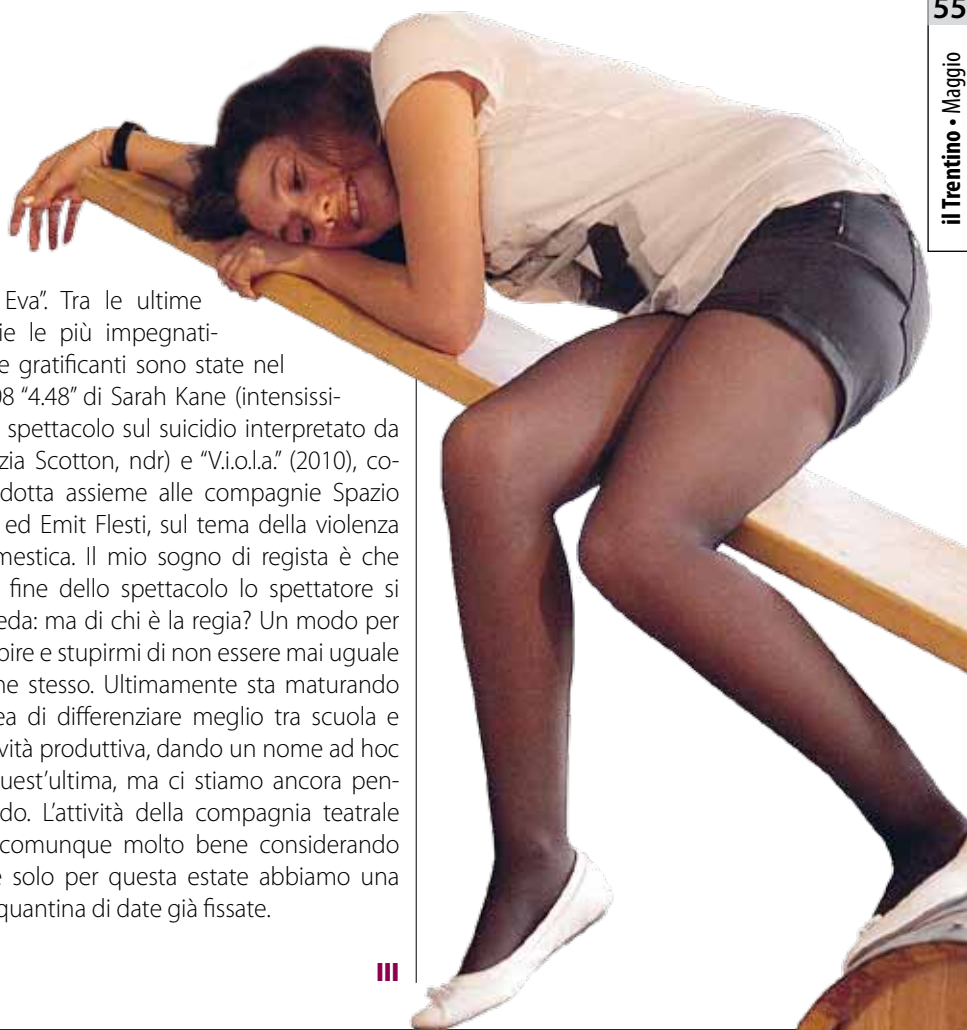 55
il Trentino • Maggio
Eva”. Tra le ultime
ie le più impegnati-
e gratificanti sono state nel
08 “4.48” di Sarah Kane (intensissi-
spettacolo sul suicidio interpretato da
zia Scotton, ndr) e “V.i.o.l.a.” (2010), co-
dotta assieme alle compagnie Spazio
ed Emit Flesti, sul tema della violenza
mestica. Il mio sogno di regista è che
fine dello spettacolo lo spettatore si
eda: ma di chi è la regia? Un modo per
pire e stupirmi di non essere mai uguale
ne stesso. Ultimamente sta maturando
ea di differenziare meglio tra scuola e
vità produttiva, dando un nome ad hoc
uest’ultima, ma ci stiamo ancora pen-
do. L’attività della compagnia teatrale
comunque molto bene considerando
e solo per questa estate abbiamo una
quantina di date già fissate.
III